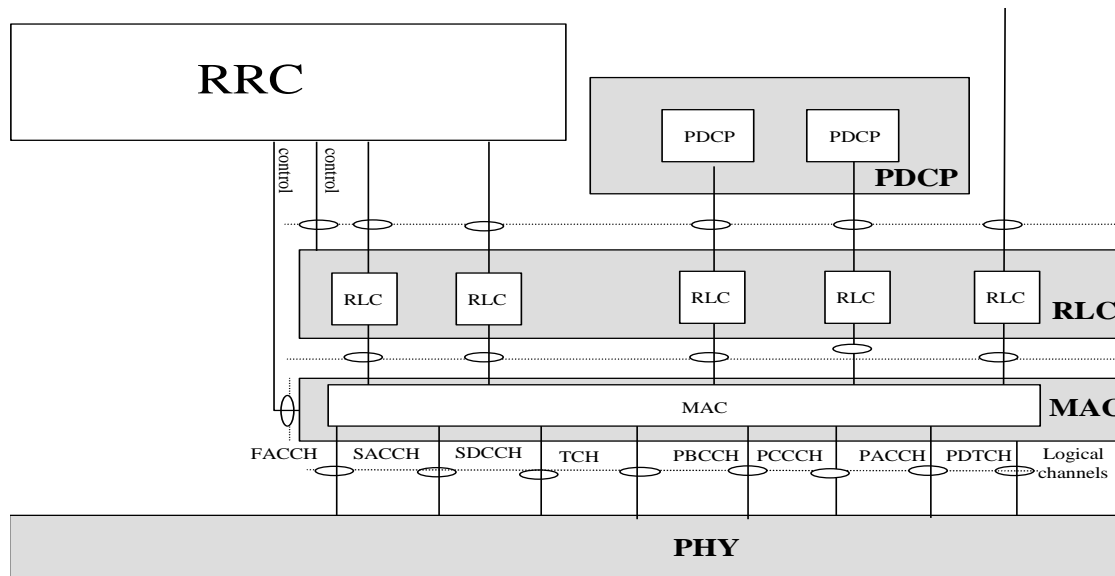 RRC
control
control
PDCP
PDCP
PDCP
RLC
RLC
RLC
RLC
RLC
RLC
MAC
MAC
FACCH
SACCH
SDCCH
TCH
PBCCH
PCCCH
PACCH
PDTCH
Logical
channels
PHY